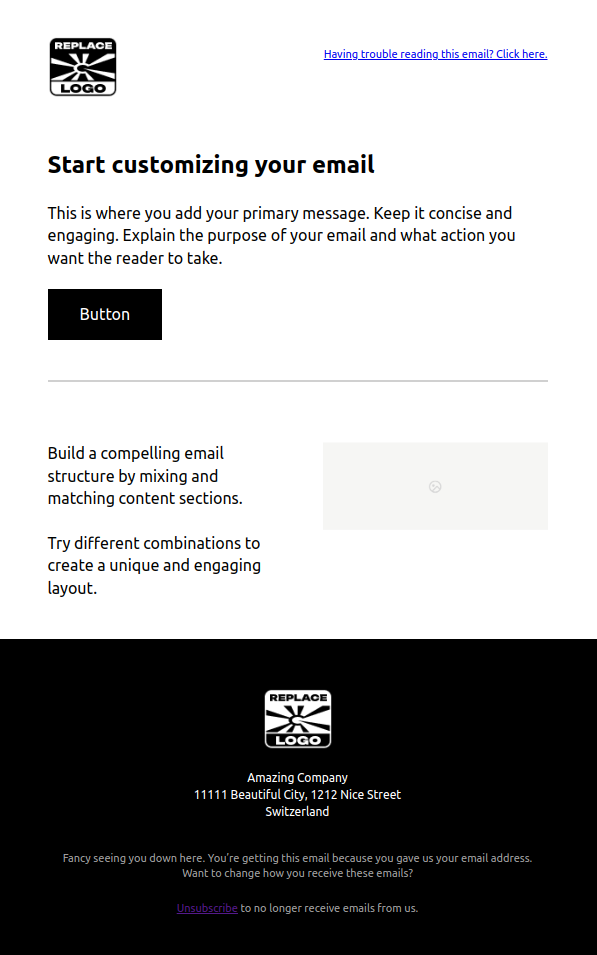 REPLACE
LOGO
Having trouble reading this email? Click here.
Start customizing your email
This is where you add your primary message. Keep it concise and
engaging. Explain the purpose of your email and what action you
want the reader to take.
Button
Build a compelling email
structure by mixing and
matching content sections.
Try different combinations to
create a unique and engaging
layout.
REPLACE
LOGO
Amazing Company
11111 Beautiful City, 1212 Nice Street
Switzerland
Fancy seeing you down here. You're getting this email because you gave us your email address.
Want to change how you receive these emails?
Unsubscribe to no longer receive emails from us.